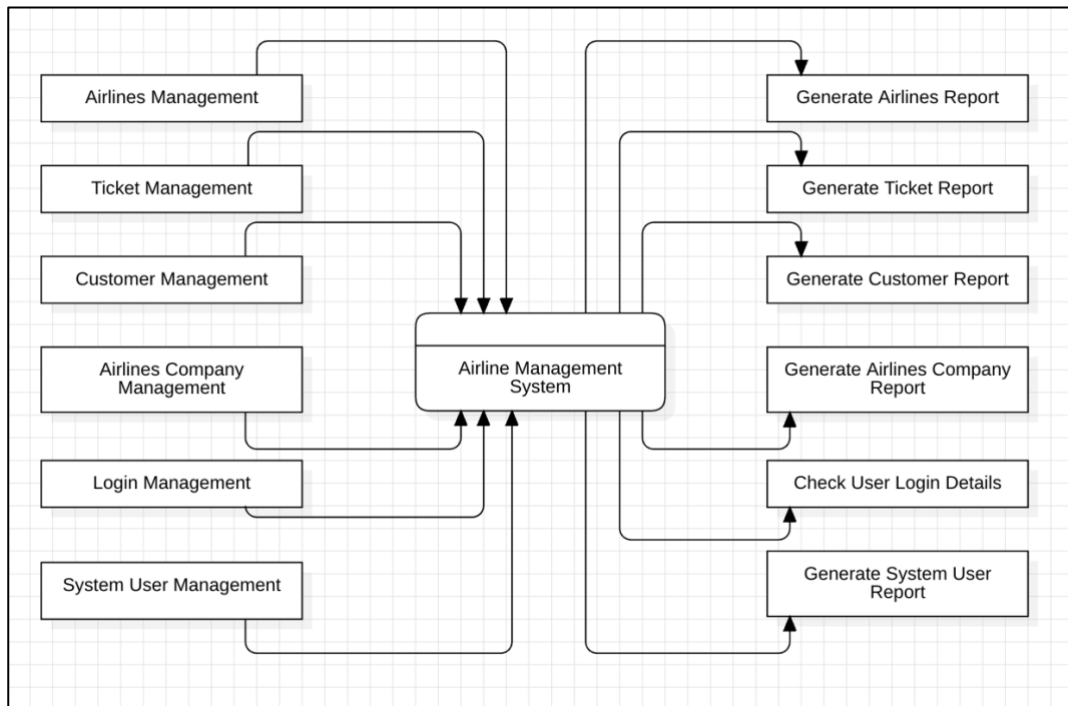 Airlines Management
Ticket Management
Customer Management
Airlines Company
Management
Login Management
System User Management
Airline Management
System
Generate Airlines Report
Generate Ticket Report
Generate Customer Report
Generate Airlines Company
Report
Check User Login Details
Generate System User
Report